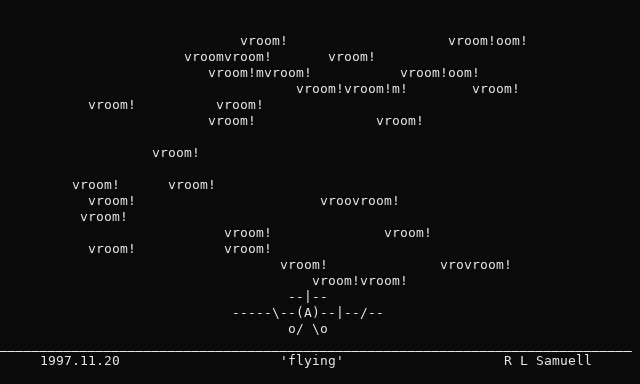 vroom! vroom!oom!
vroomvroom! vroom!
vroom!mvroom! vroom!oom!
vroom!vroom!m! vroom!
vroom! vroom!
vroom! vroom!
vroom!
vroom! vroom!
vroom! vroovroom!
vroom!
vroom! vroom!
vroom! vroom!
vroom! vrovroom!
vroom!vroom!
--|--
-----\--(A)--|--/--
o/ \o
_______________________________________________________________________________
1997.11.20 'flying' R L Samuell